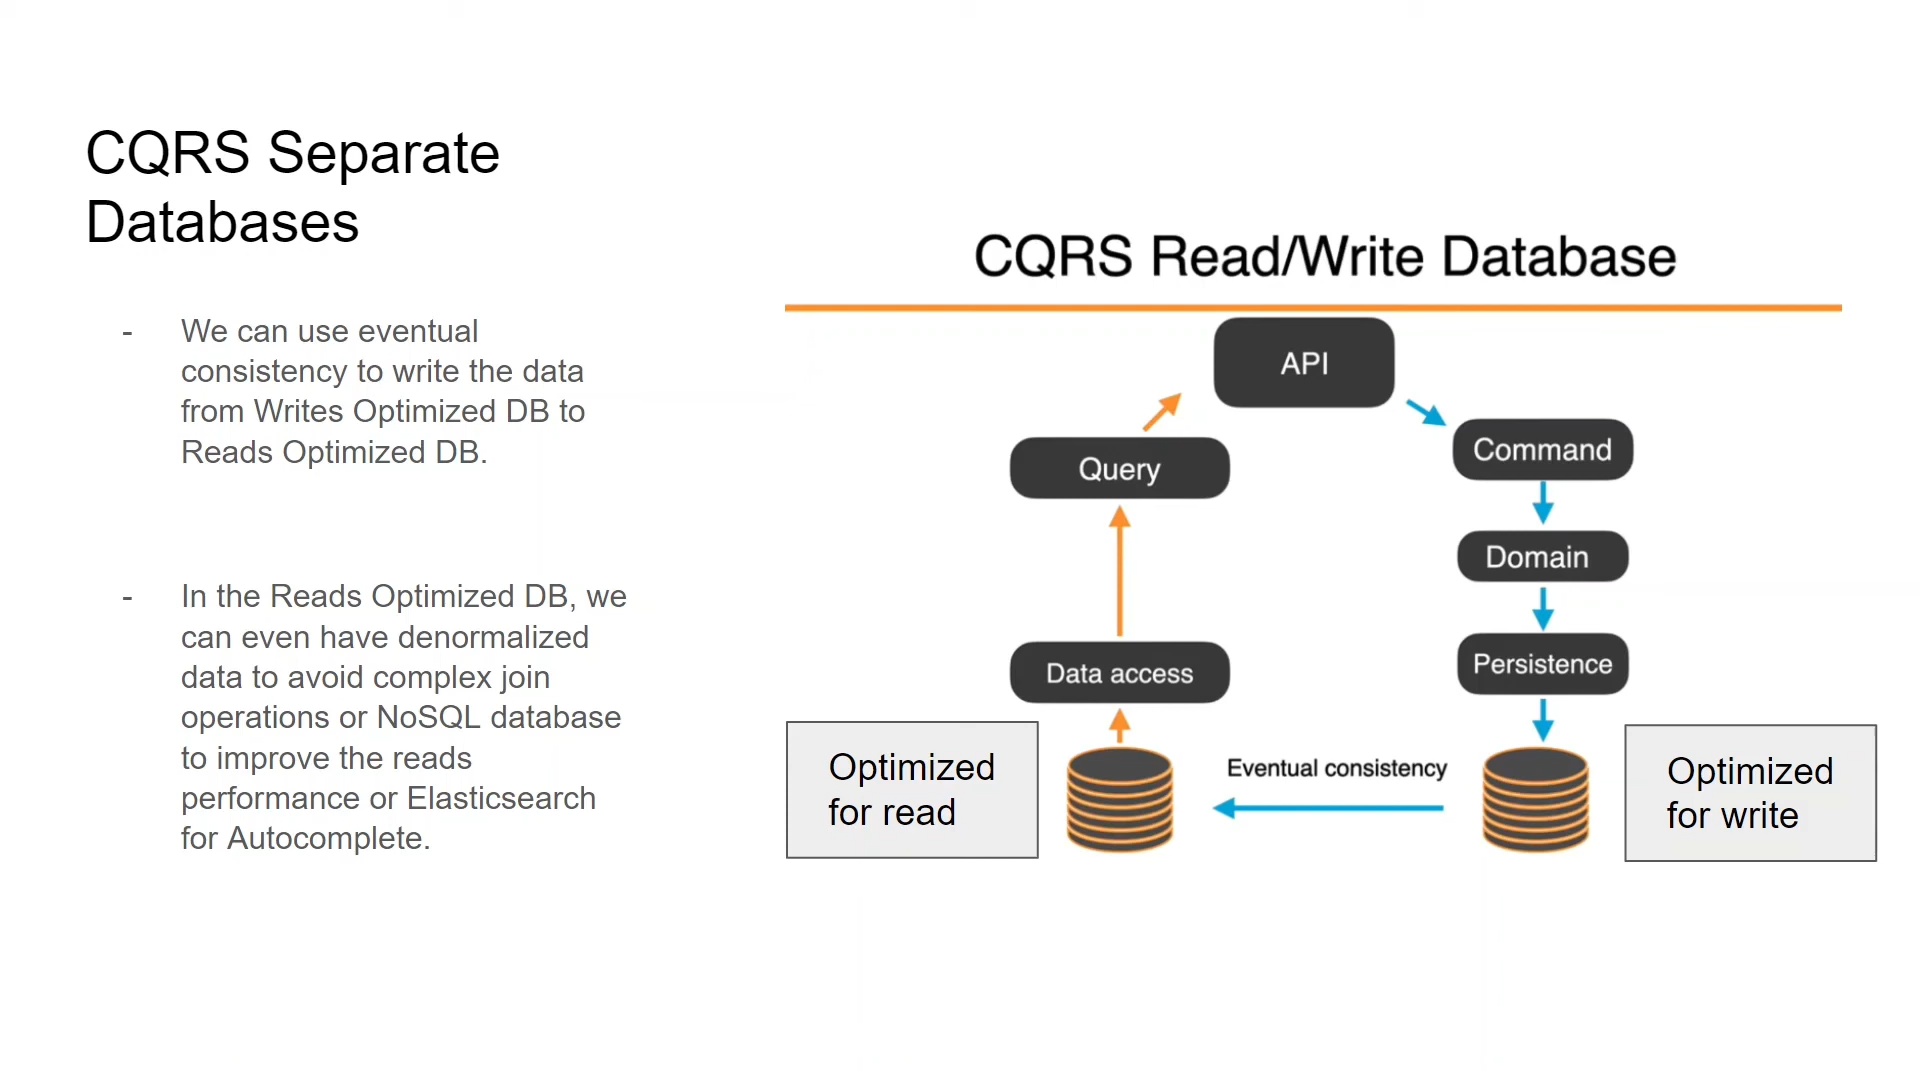 CQRS Separate
Databases
- We can use eventual
consistency to write the data
from Writes Optimized DB to
Reads Optimized DB.
- In the Reads Optimized DB, we
can even have denormalized
data to avoid complex join
operations or NoSQL database
to improve the reads
performance or Elasticsearch
for Autocomplete.
CQRS Read/Write Database
API
Command
Query
Domain
Persistence
Data access
Optimized
for read
Eventual consistency
Optimized
for write